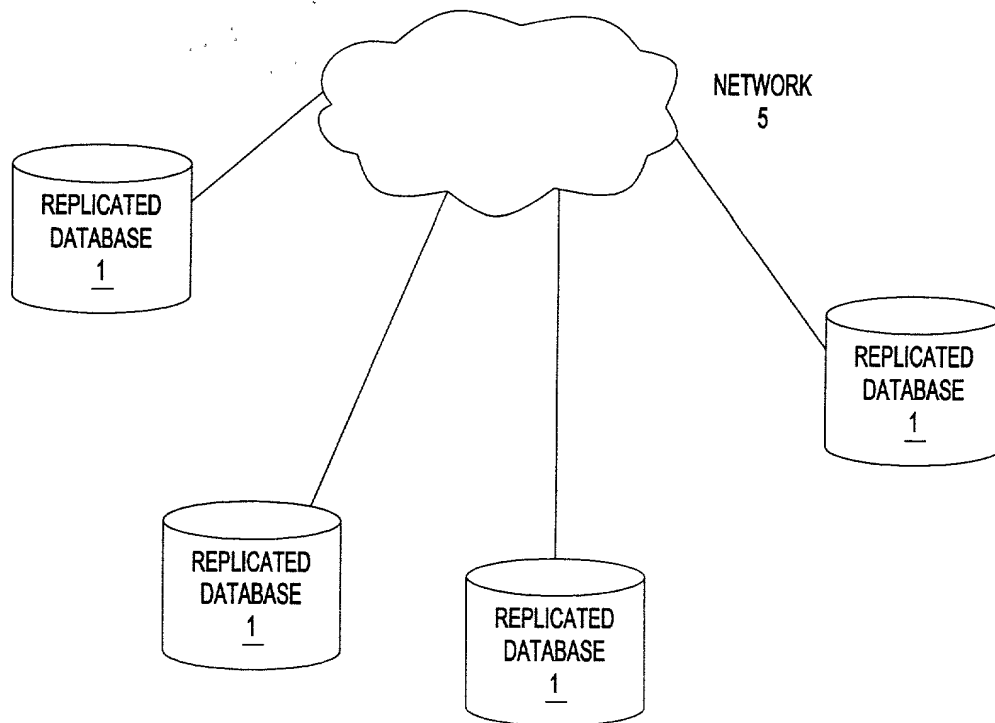 NETWORK
5
REPLICATED
DATABASE
1
REPLICATED
DATABASE
1
REPLICATED
DATABASE
1
REPLICATED
DATABASE
1